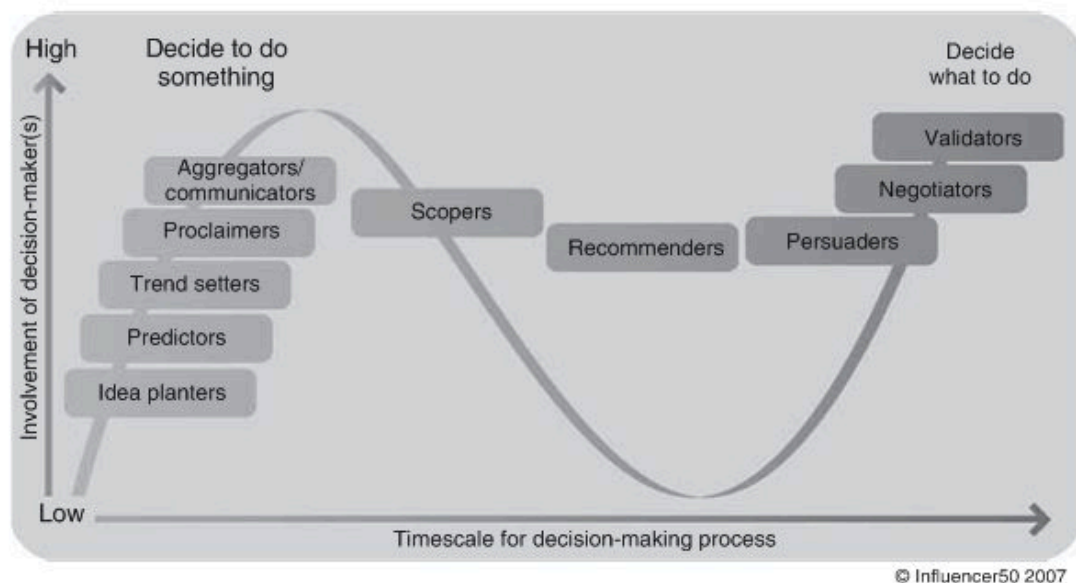 High
Decide to do
something
Decide
what to do
Validators
Aggregators/
communicators
Negotiators
Scopers
Proclaimers
Recommenders
Persuaders
Trend setters
Predictors
Idea planters
Involvement of decision-maker(s)
Low
Timescale for decision-making process
© Influencer50 2007